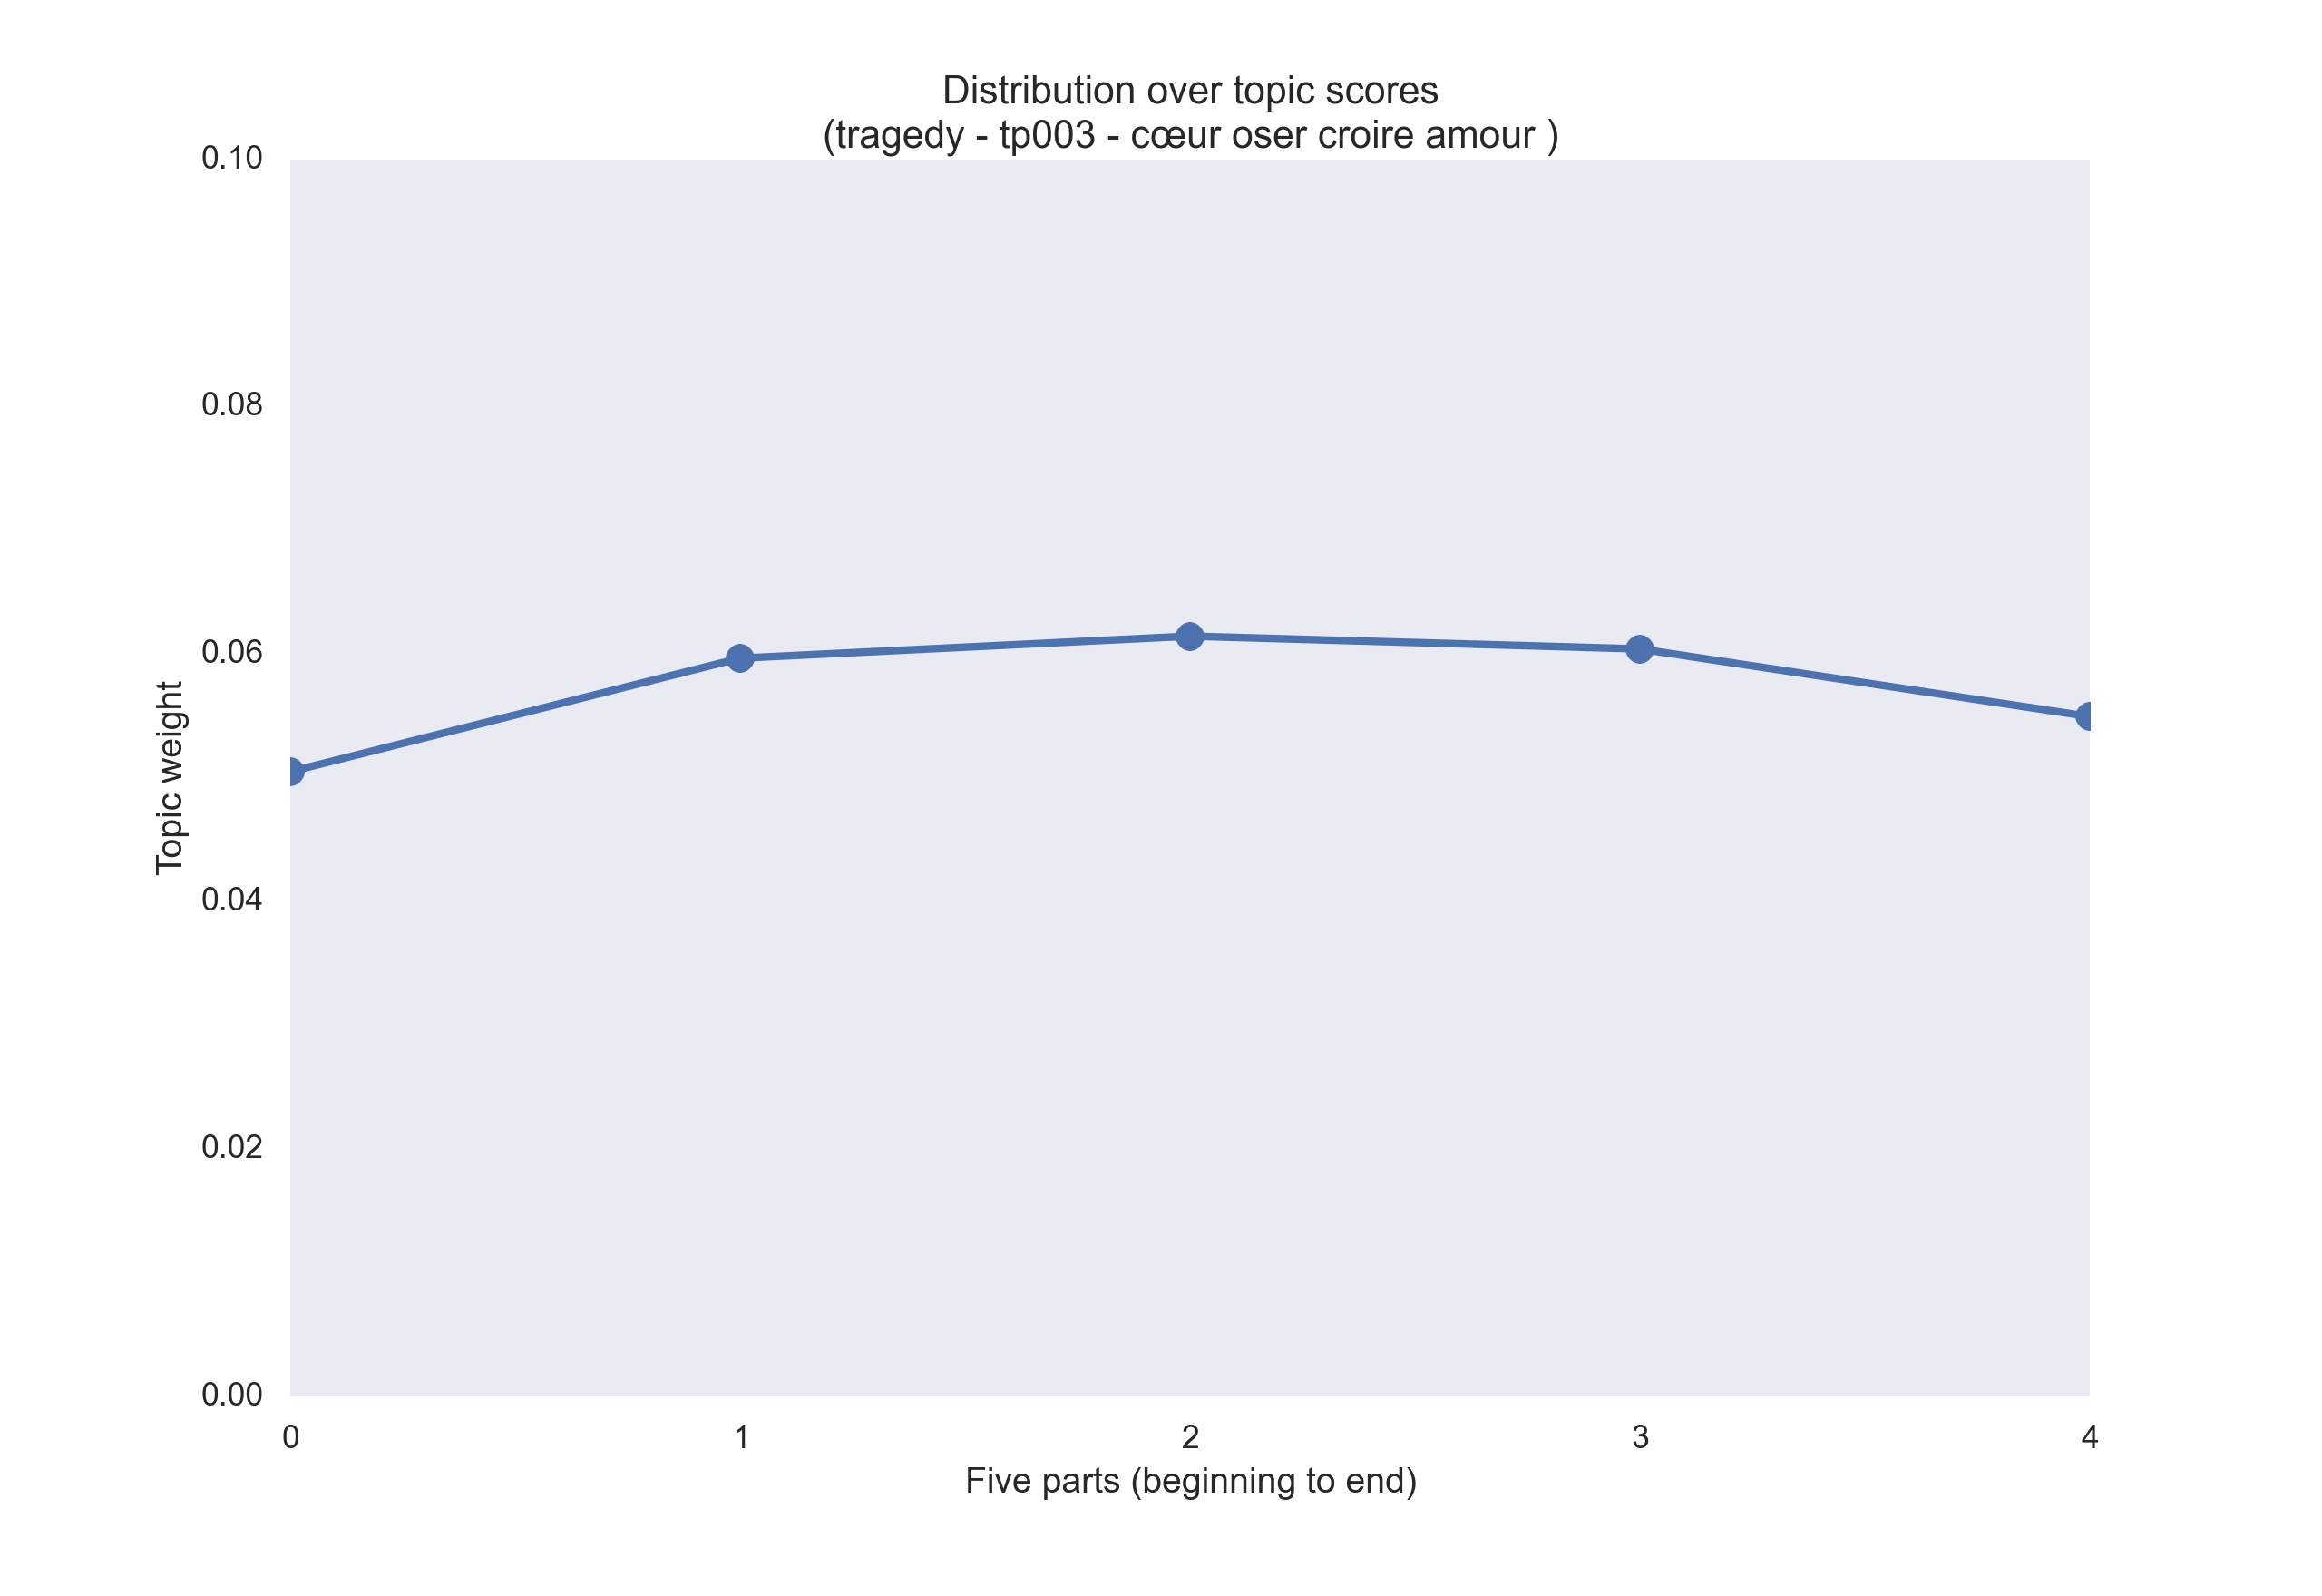 Distribution over topic scores
(tragedy - tp003 - cœur oser croire amour )
0.10
0.08
0.06
0.04
0.02
0.00
Topic weight
0 1 2 3 4
Five parts (beginning to end)